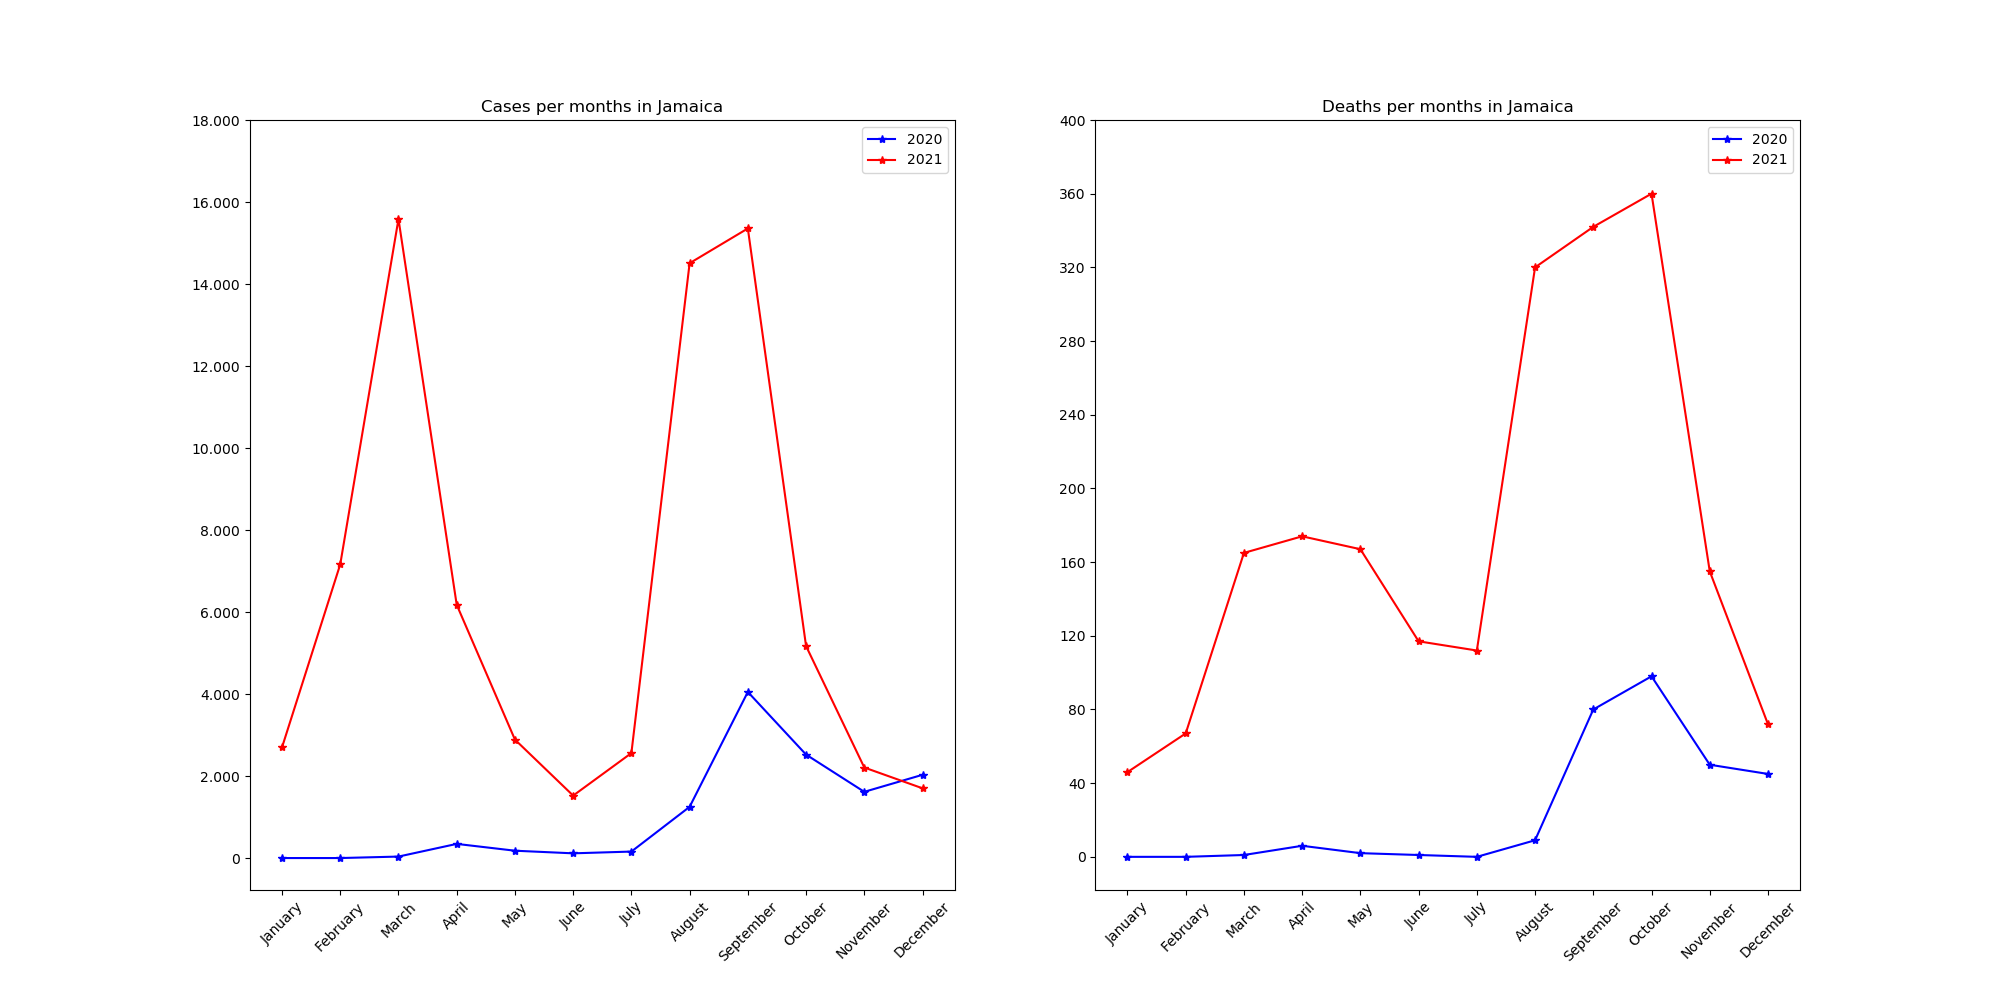 Cases per months in Jamaica
18.000
16.000
14.000
12.000
10.000
8.000
6.000
4.000
2.000
0
2020
2021
January
February
March
April
May
June
July
August
September
October
November
December
Deaths per months in Jamaica
400
360
320
280
240
200
160
120
80
40
0
2020
2021
January
February
March
April
May
June
July
August
September
October
November
December